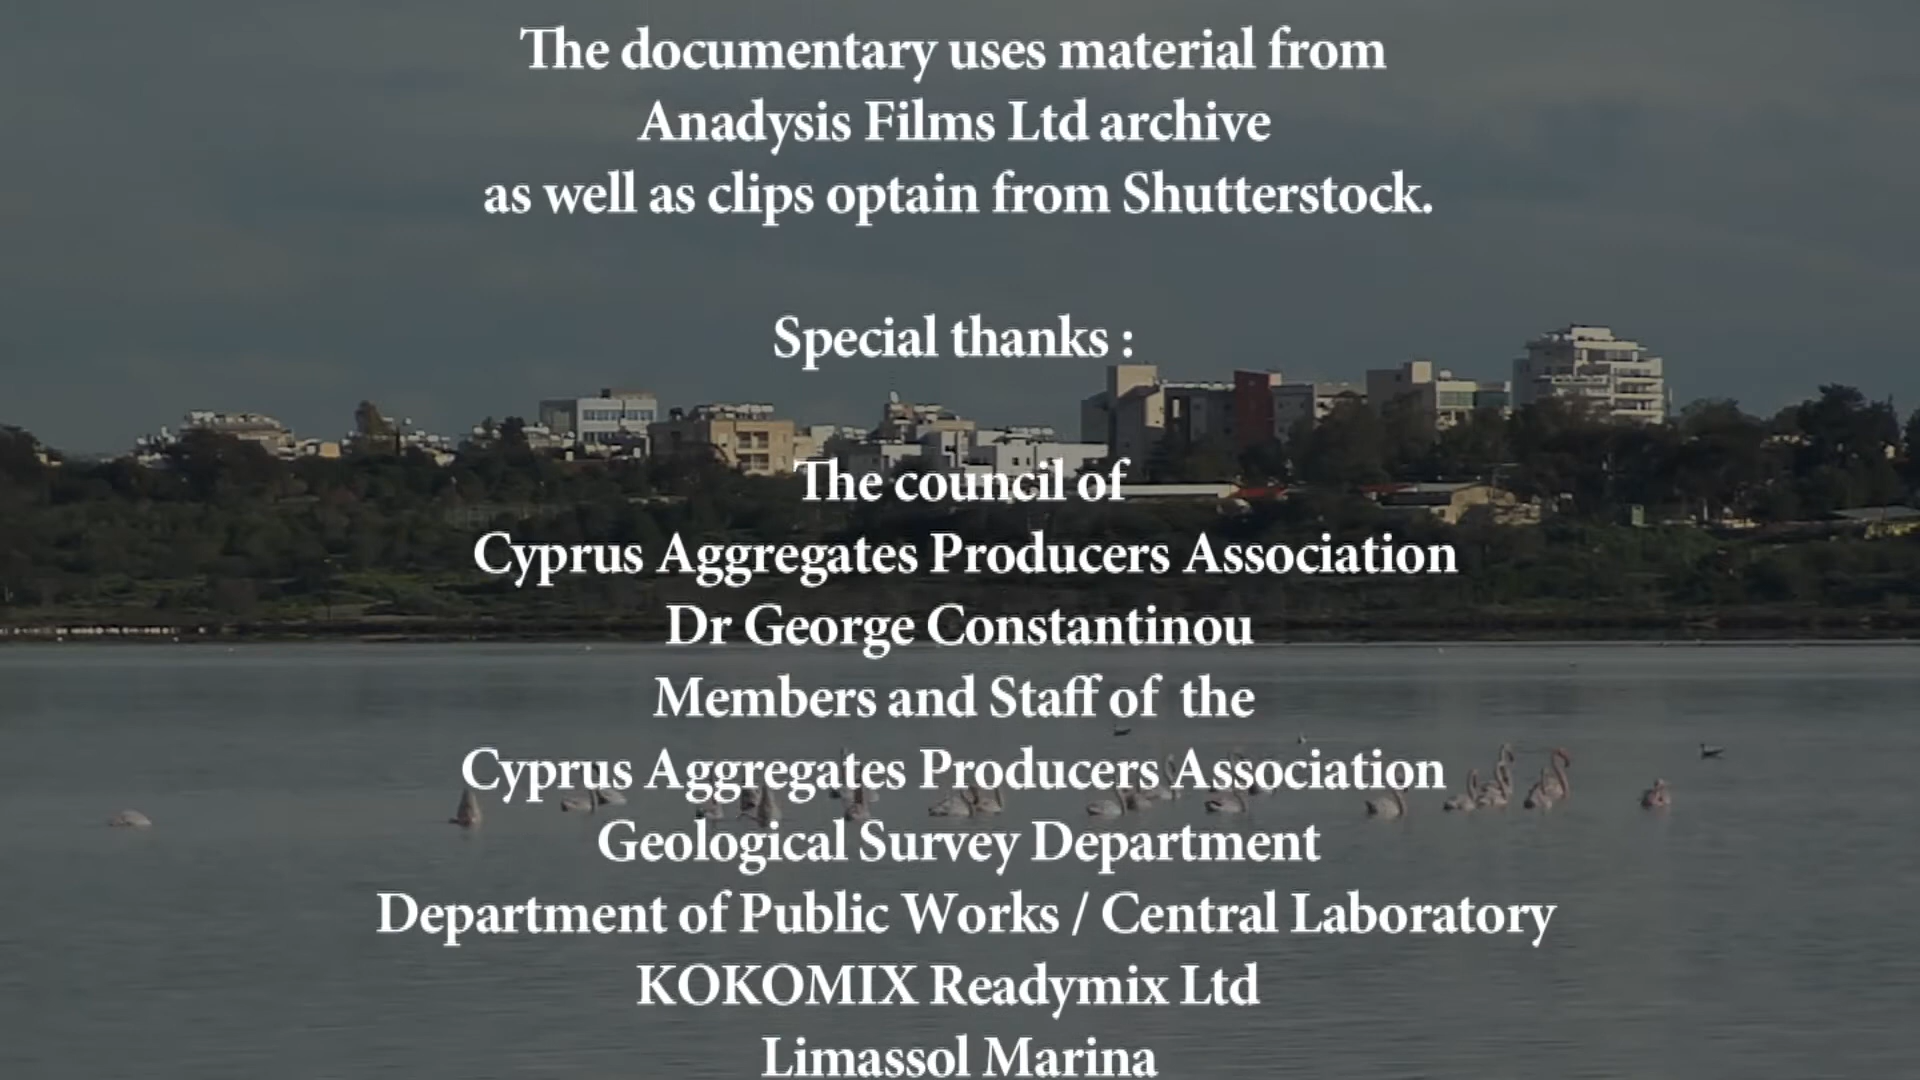 The documentary uses material from
Anadysis Films Ltd archive
as well as clips optain from Shutterstock.
Special thanks :
The council of
Cyprus Aggregates Producers Association
Dr George Constantinou
Members and Staff of the
Cyprus Aggregates Producers Association
Geological Survey Department
Department of Public Works / Central Laboratory
KOKOMIX Readymix Ltd
Limassol Marina